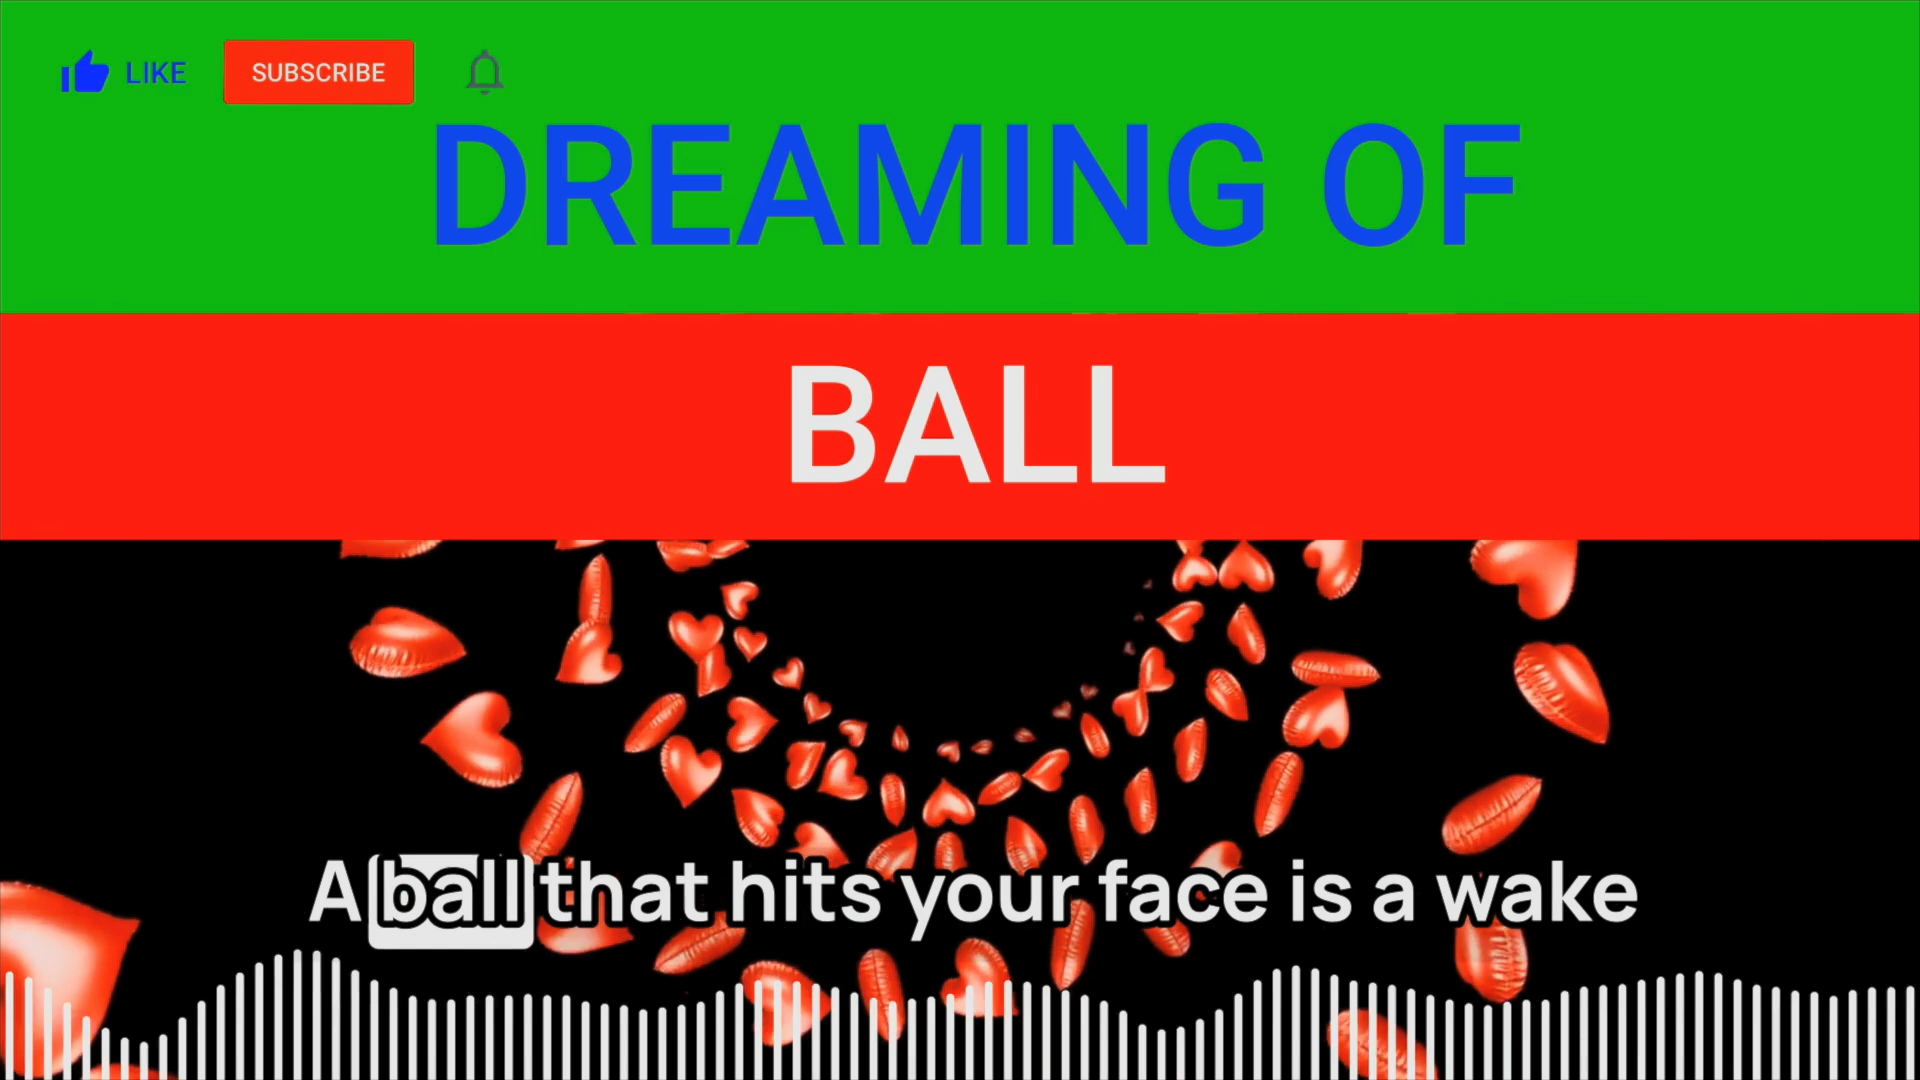 LIKE SUBSCRIBE
DREAMING OF
BALL
A ball that hits your face is a wake